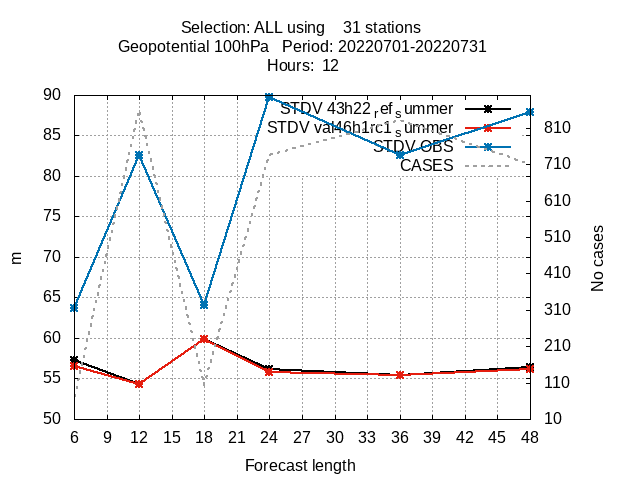 Selection: ALL using    31 stations
Geopotential 100hPa   Period: 20220701-20220731
Hours:  12
STDV 43h22_ref_summer
STDV val46h1rc1_summer
STDV OBS
CASES
90
85
80
75
70
65
60
55
50
m
810
710
610
510
410
310
210
110
10
No cases
6 9 12 15 18 21 24 27 30 33 36 39 42 45 48
Forecast length